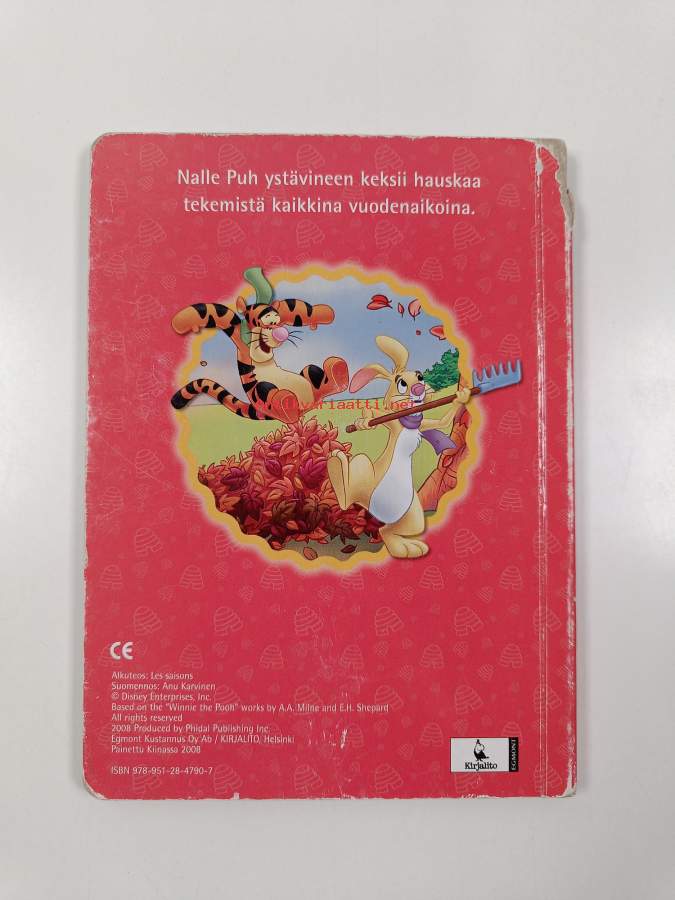 Nalle Puh ystävineen keksii hauskaa
tekemistä kaikkina vuodenaikoina.
CE
Alkuteos: Les saisons
Suomennos: Anu Karvinen
© Disney Enterprises, Inc.
Based on the "Winnie the Pooh" works by A.A. Milne and E.H. Shepard
All rights reserved
2008 Produced by Phidal Publishing Inc.
Egmont Kustannus Oy Ab / KIRJALITO, Helsinki
Painettu Kiinassa 2008
ISBN 978-951-28-4790-7
Kirjalito
EGMONT